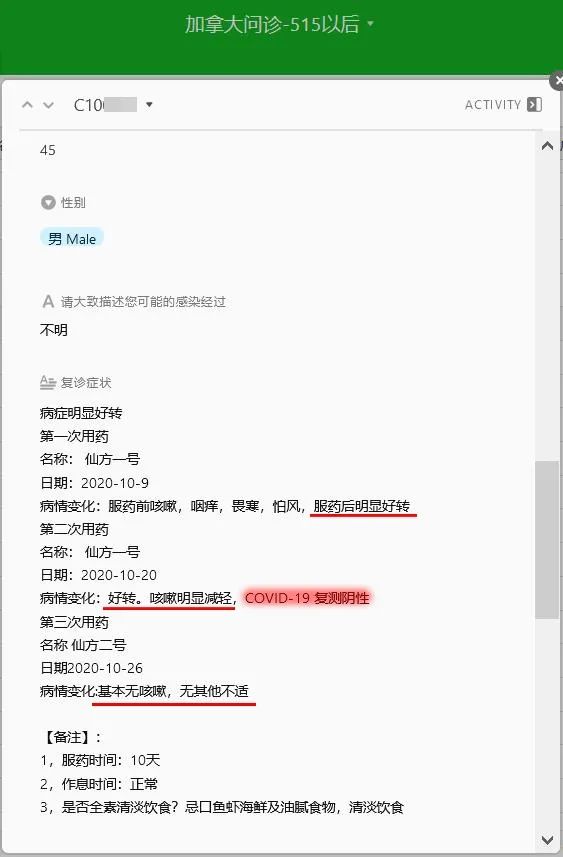 加拿大问诊-515以后
C10
ACTIVITY
45
性别
男 Male
请大致描述您可能的感染经过
不明
复诊症状
病症明显好转
第一次用药
名称： 仙方一号
日期：2020-10-9
病情变化：服药前咳嗽，咽痒，畏寒，怕风，服药后明显好转
第二次用药
名称： 仙方一号
日期：2020-10-20
病情变化：好转。咳嗽明显减轻，COVID-19 复测阴性
第三次用药
名称 仙方二号
日期2020-10-26
病情变化:基本无咳嗽，无其他不适
【备注】：
1，服药时间：10天
2，作息时间：正常
3，是否全素清淡饮食？忌口鱼虾海鲜及油腻食物，清淡饮食